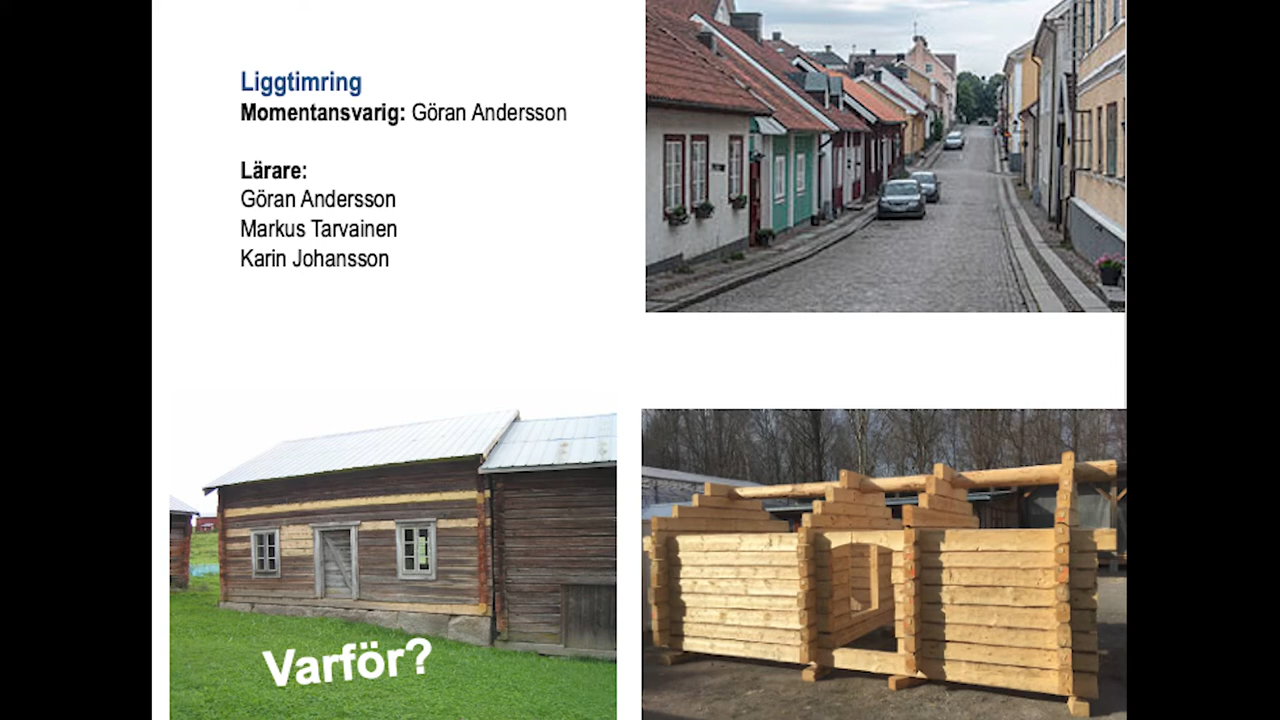 Liggtimring
Momentansvarig: Göran Andersson
Lärare:
Göran Andersson
Markus Tarvainen
Karin Johansson
Varför?